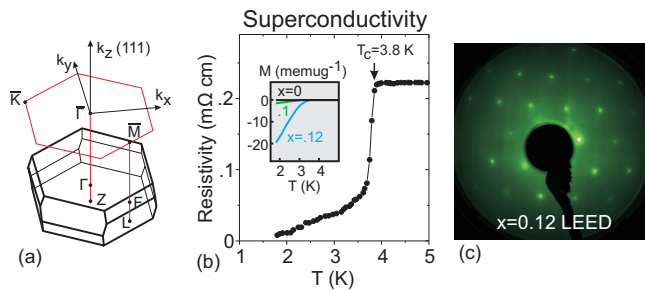 Superconductivity
k_z (111)
k_y
k_x
K̅
Γ̅
M̅
Γ
Z
F
L
(a)
Resistivity (mΩ cm)
.2
.1
0
T_c=3.8 K
M (memug⁻¹)
0
-10
-20
x=0
.1
x=.12
2 3 4
T (K)
1 2 3 4 5
T (K)
(b)
x=0.12 LEED
(c)